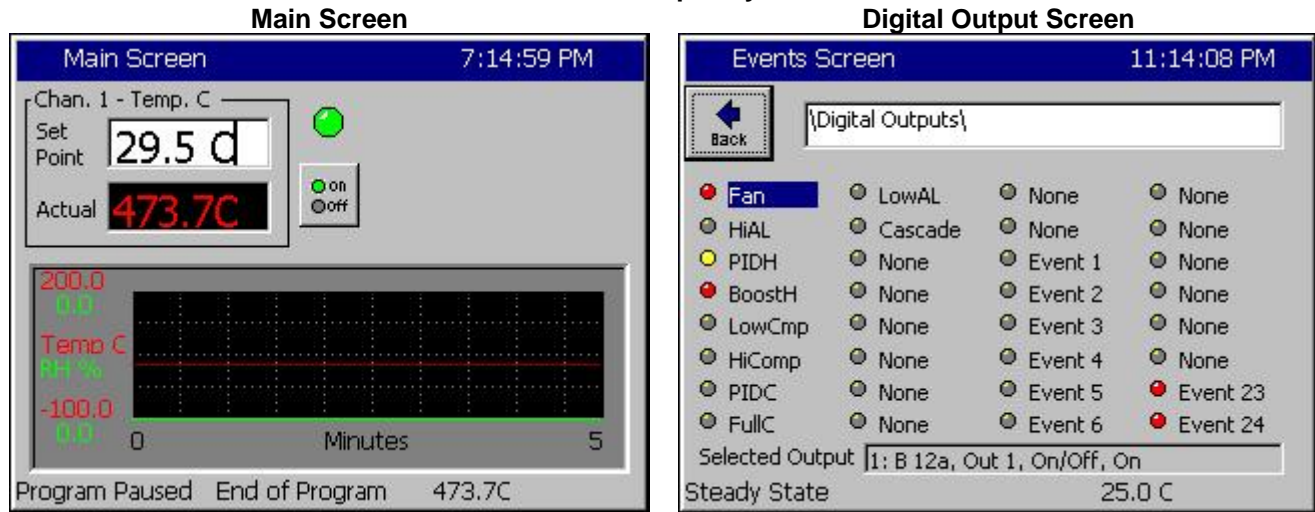 Main Screen
Main Screen 7:14:59 PM
Chan. 1 - Temp. C
Set
Point
29.5 C
on
off
Actual 473.7C
200.0
0.0
Temp C
RH %
-100.0
0.0
0 Minutes 5
Program Paused End of Program 473.7C
Digital Output Screen
Events Screen 11:14:08 PM
Back
\Digital Outputs\
Fan LowAL None None
HiAL Cascade None None
PIDH None Event 1 None
BoostH None Event 2 None
LowCmp None Event 3 None
HiComp None Event 4 None
PIDC None Event 5 Event 23
FullC None Event 6 Event 24
Selected Output 1: B 12a, Out 1, On/Off, On
Steady State 25.0 C